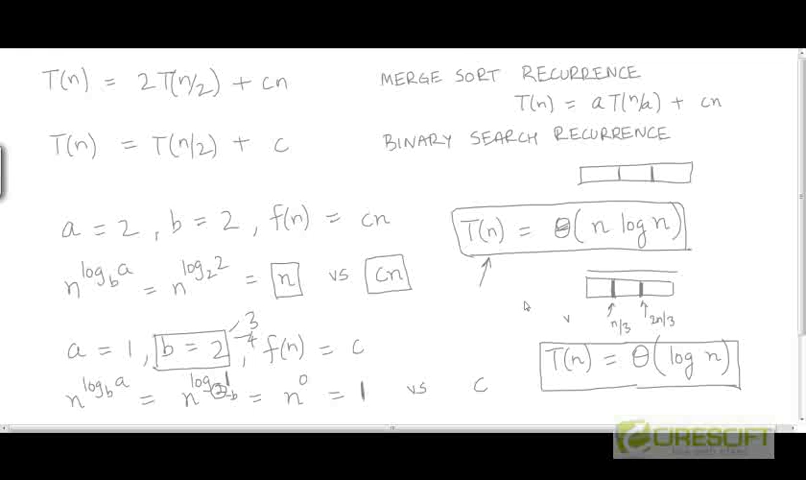 T(n) = 2T(n/2) + cn MERGE SORT RECURRENCE
T(n) = aT(n/a) + cn
T(n) = T(n/2) + c BINARY SEARCH RECURRENCE
a = 2, b = 2, f(n) = cn T(n) = θ(n log n)
n^log_b a = n^log_2 2 = n vs cn
n/3 2n/3
3
a = 1, b = 2, 4 f(n) = c T(n) = θ(log n)
n^log_b a = n^log_b 1 = n^0 = 1 vs c